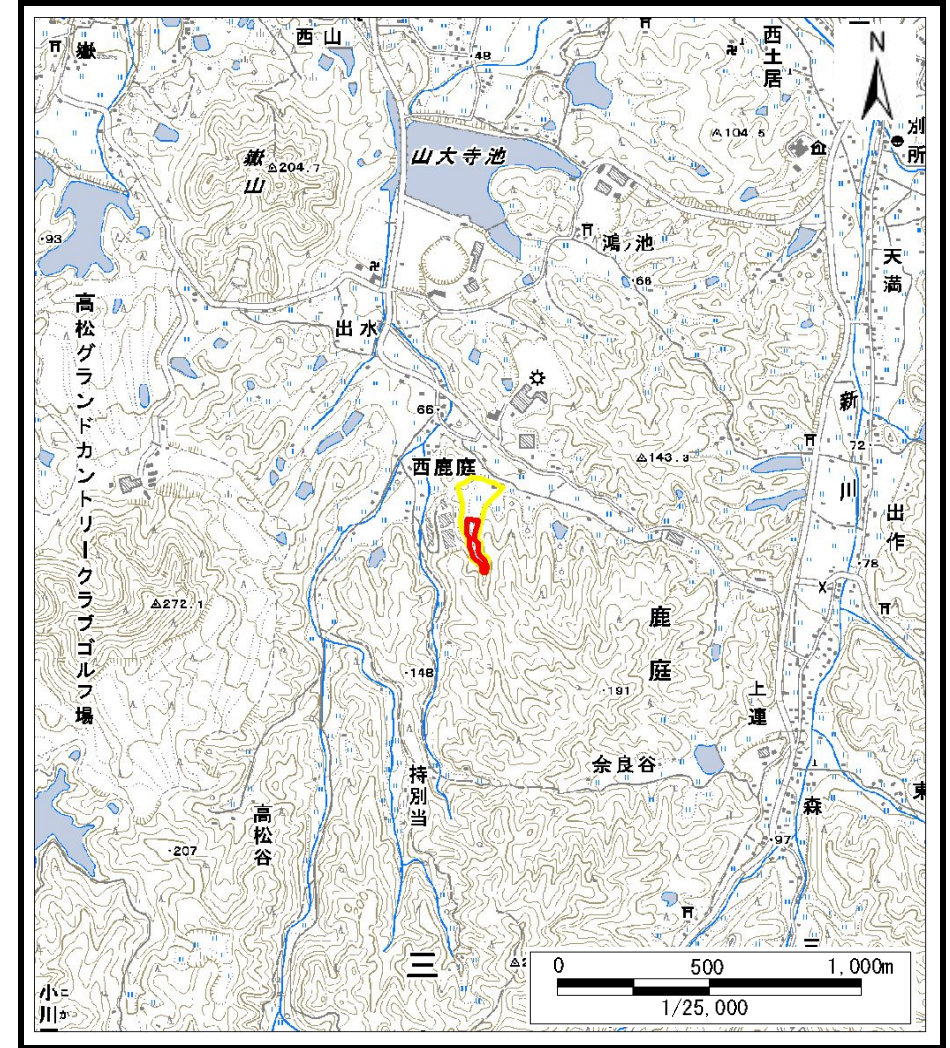 嶽
西山
48
西土居
N
別所
104.5
山大寺池
嶽山
204.7
93
鴻ノ池
66
天満
高松グランドカントリークラブゴルフ場
出水
66
新川
72
143.3
西鹿庭
出作
78
272.1
鹿庭
148
191
上連
奈良谷
持別当
高松谷
森
東
207
97
三
小川
0 500 1,000m
1/25,000